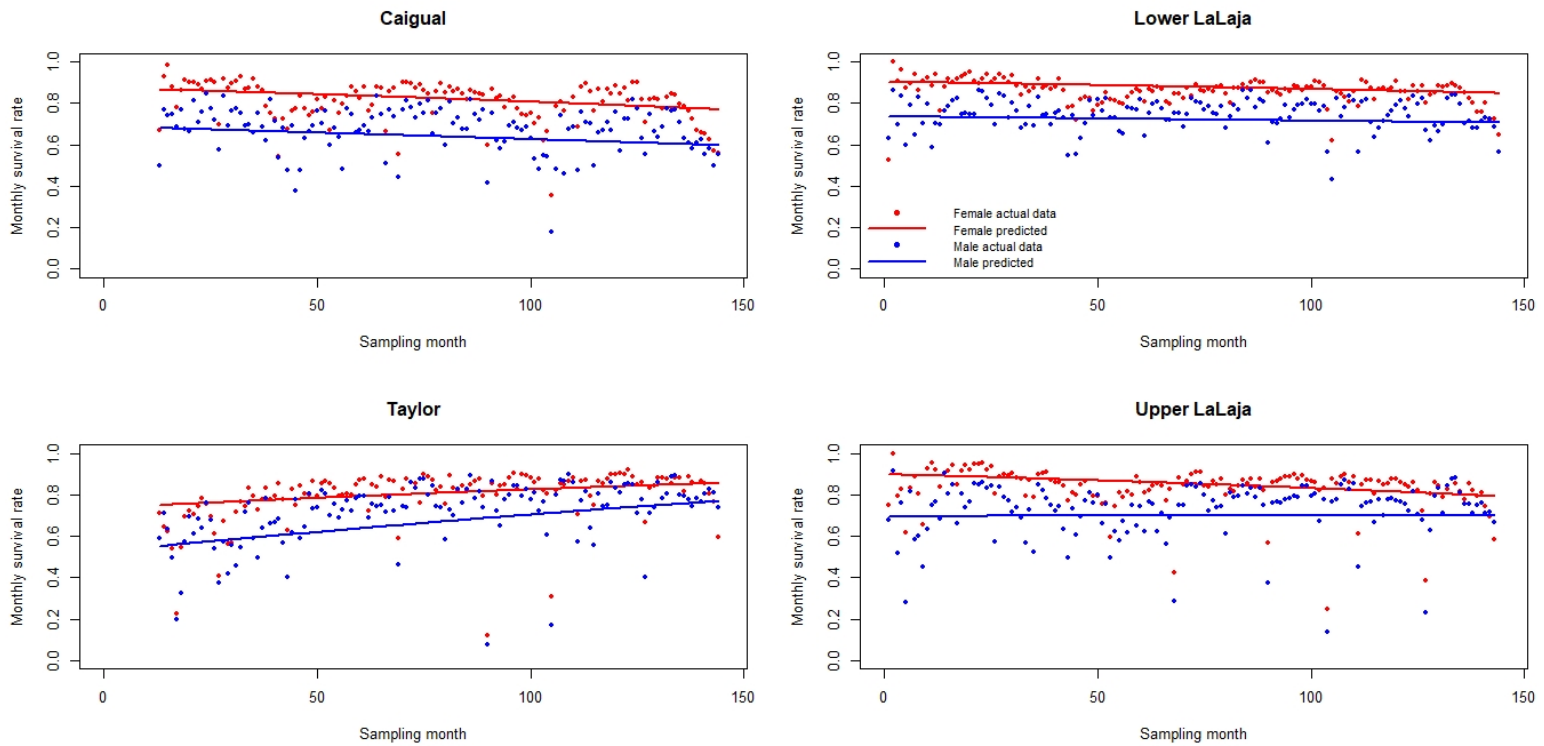 Caigual
Monthly survival rate
0.0 0.2 0.4 0.6 0.8 1.0
0 50 100 150
Sampling month
Lower LaLaja
Monthly survival rate
0.0 0.2 0.4 0.6 0.8 1.0
Female actual data
Female predicted
Male actual data
Male predicted
0 50 100 150
Sampling month
Taylor
Monthly survival rate
0.0 0.2 0.4 0.6 0.8 1.0
0 50 100 150
Sampling month
Upper LaLaja
Monthly survival rate
0.0 0.2 0.4 0.6 0.8 1.0
0 50 100 150
Sampling month